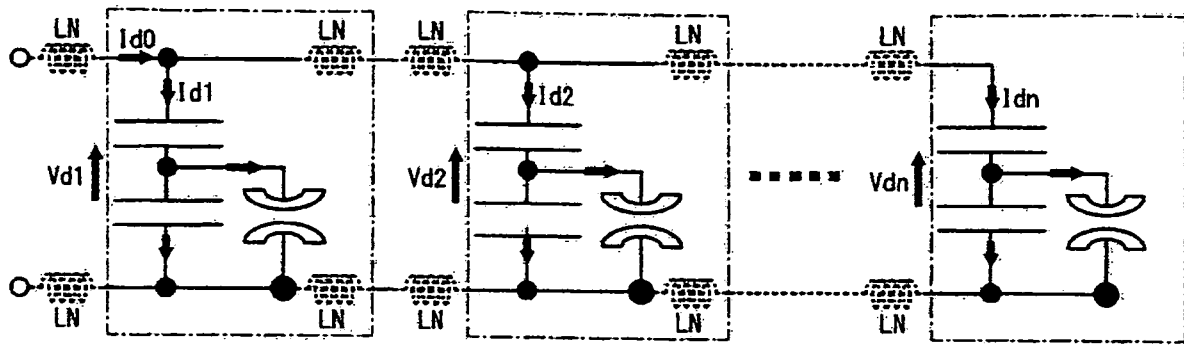 LN Id0 LN LN LN LN
Id1 Id2 Idn
Vd1 Vd2 Vdn
LN LN LN LN LN